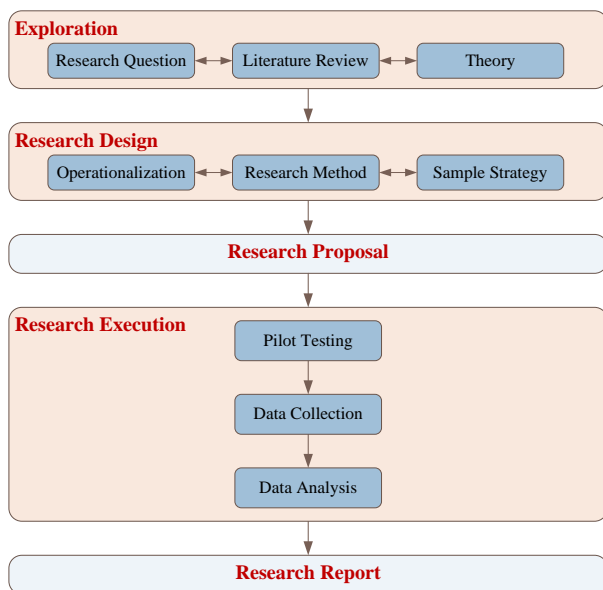 Exploration
Research Question
Literature Review
Theory
Research Design
Operationalization
Research Method
Sample Strategy
Research Proposal
Research Execution
Pilot Testing
Data Collection
Data Analysis
Research Report